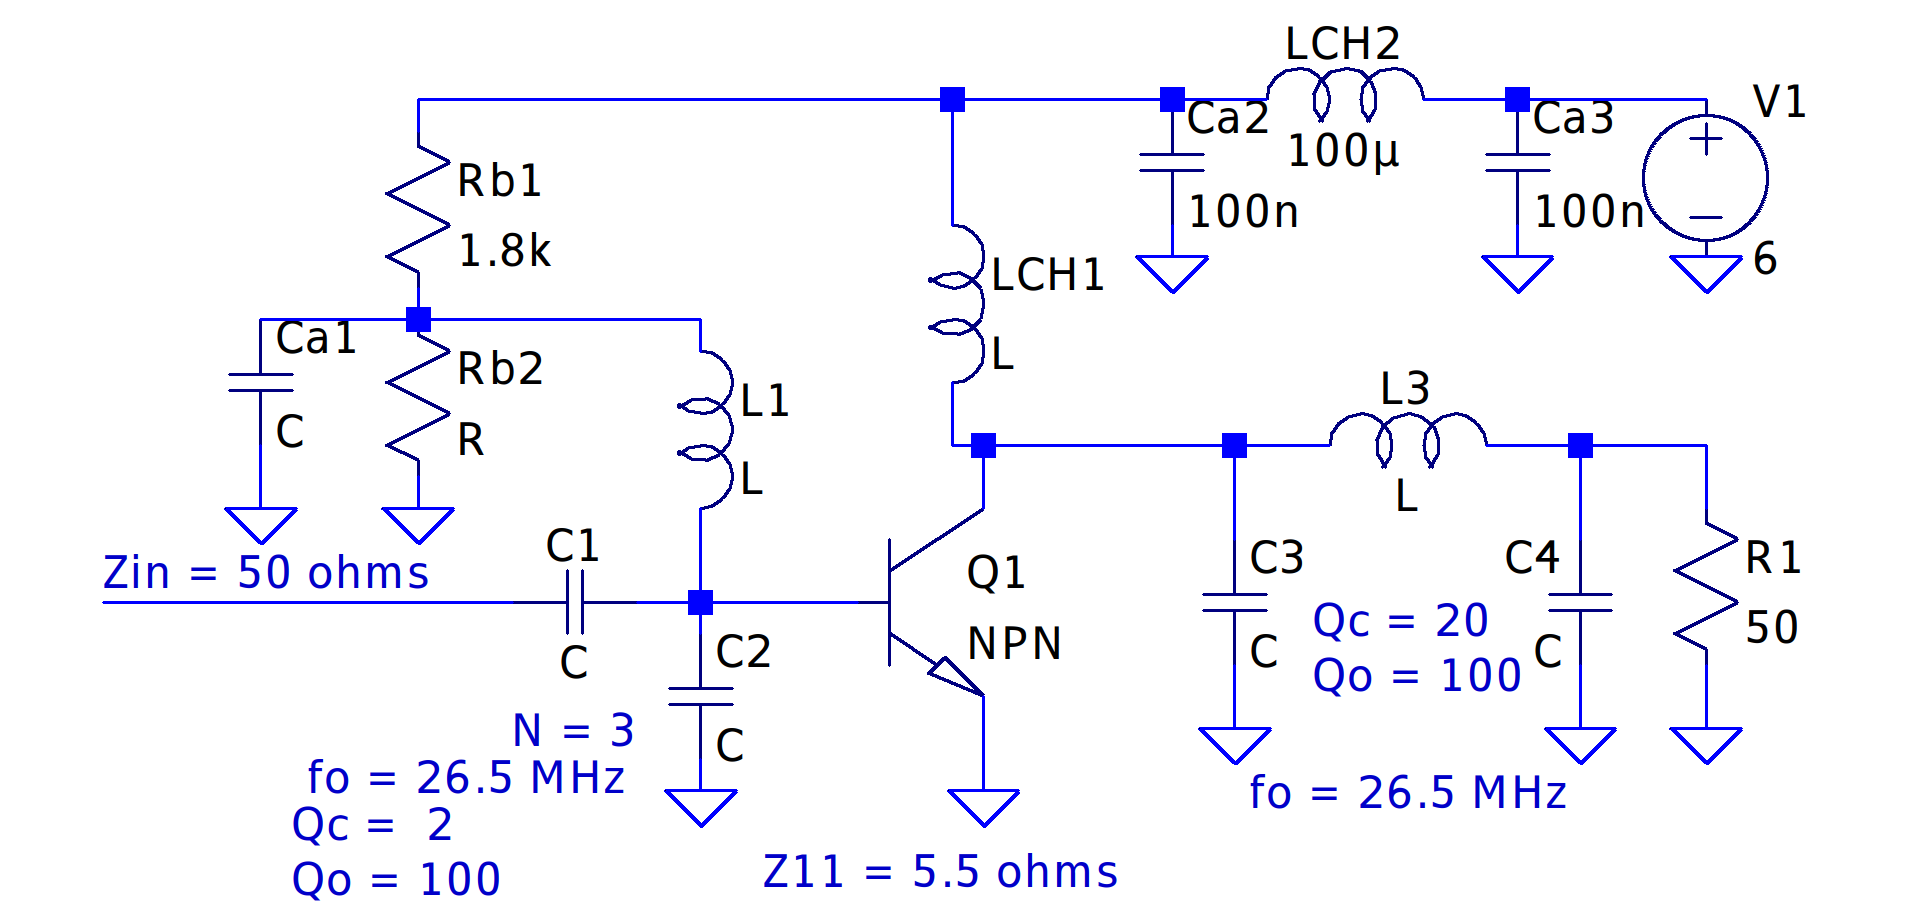 LCH2
100µ
Ca2
100n
Ca3
100n
V1
6
Rb1
1.8k
LCH1
L
Ca1
C
Rb2
R
L1
L
L3
L
C1
C
Zin = 50 ohms
Q1
NPN
C2
C
C3
C
C4
C
R1
50
Qc = 20
Qo = 100
N = 3
fo = 26.5 MHz
Qc = 2
Qo = 100
fo = 26.5 MHz
Z11 = 5.5 ohms